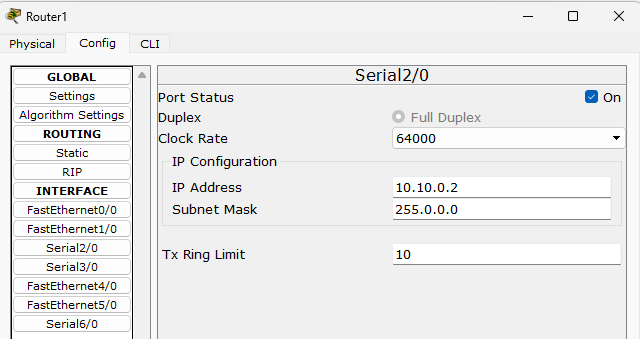 Router1
Physical Config CLI
GLOBAL
Settings
Algorithm Settings
ROUTING
Static
RIP
INTERFACE
FastEthernet0/0
FastEthernet1/0
Serial2/0
Serial3/0
FastEthernet4/0
FastEthernet5/0
Serial6/0
Serial2/0
Port Status On
Duplex Full Duplex
Clock Rate 64000
IP Configuration
IP Address 10.10.0.2
Subnet Mask 255.0.0.0
Tx Ring Limit 10